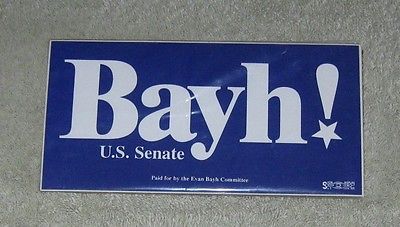 Bayh!
U.S. Senate
Paid for by the Evan Bayh Committee